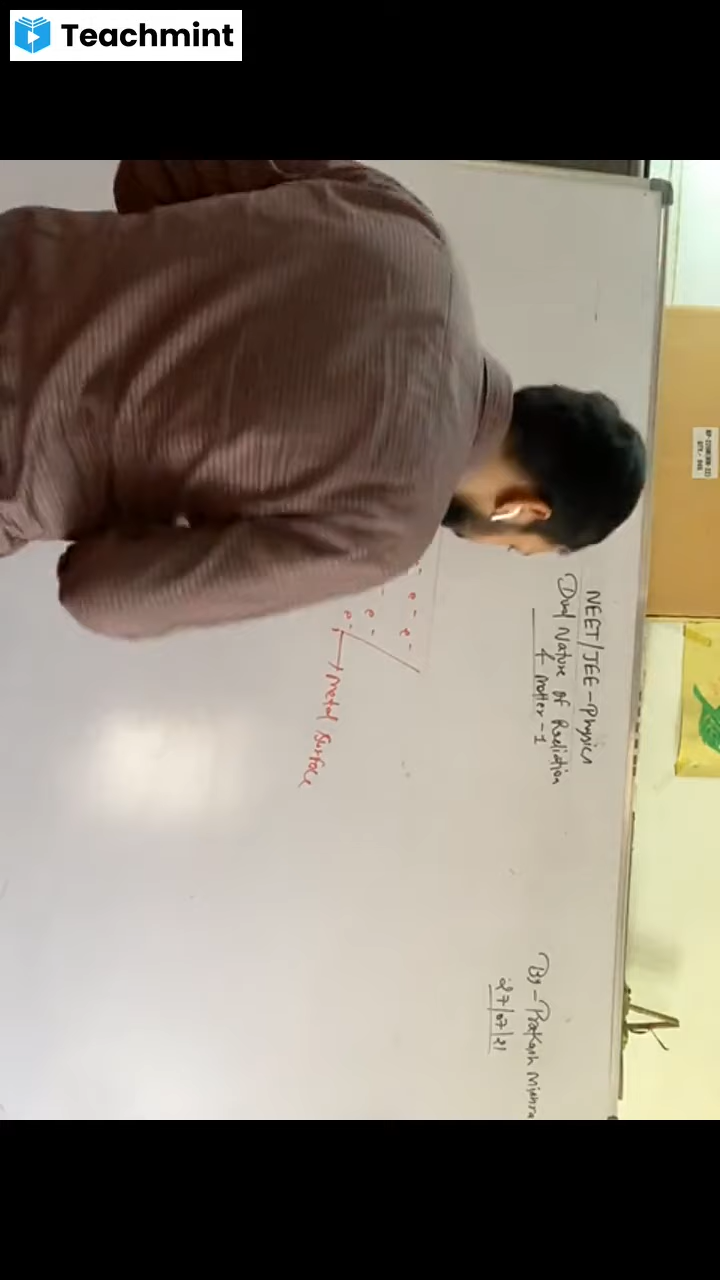 Teachmint
NEET/JEE-Physics
Dual Nature of Radiation
& Matter-1
By-Prakash Mishra
27/07/21
e- e-
e-
e-
Metal Surface